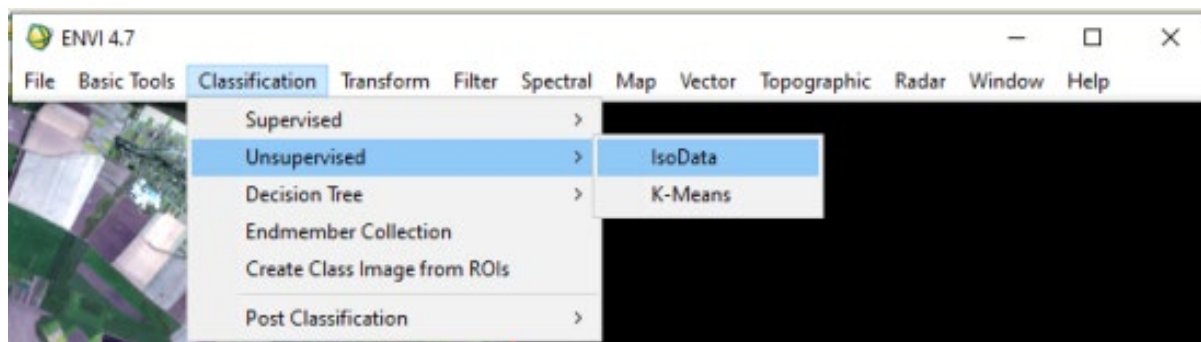 ENVI 4.7
File Basic Tools Classification Transform Filter Spectral Map Vector Topographic Radar Window Help
Supervised
Unsupervised
IsoData
Decision Tree
K-Means
Endmember Collection
Create Class Image from ROIs
Post Classification